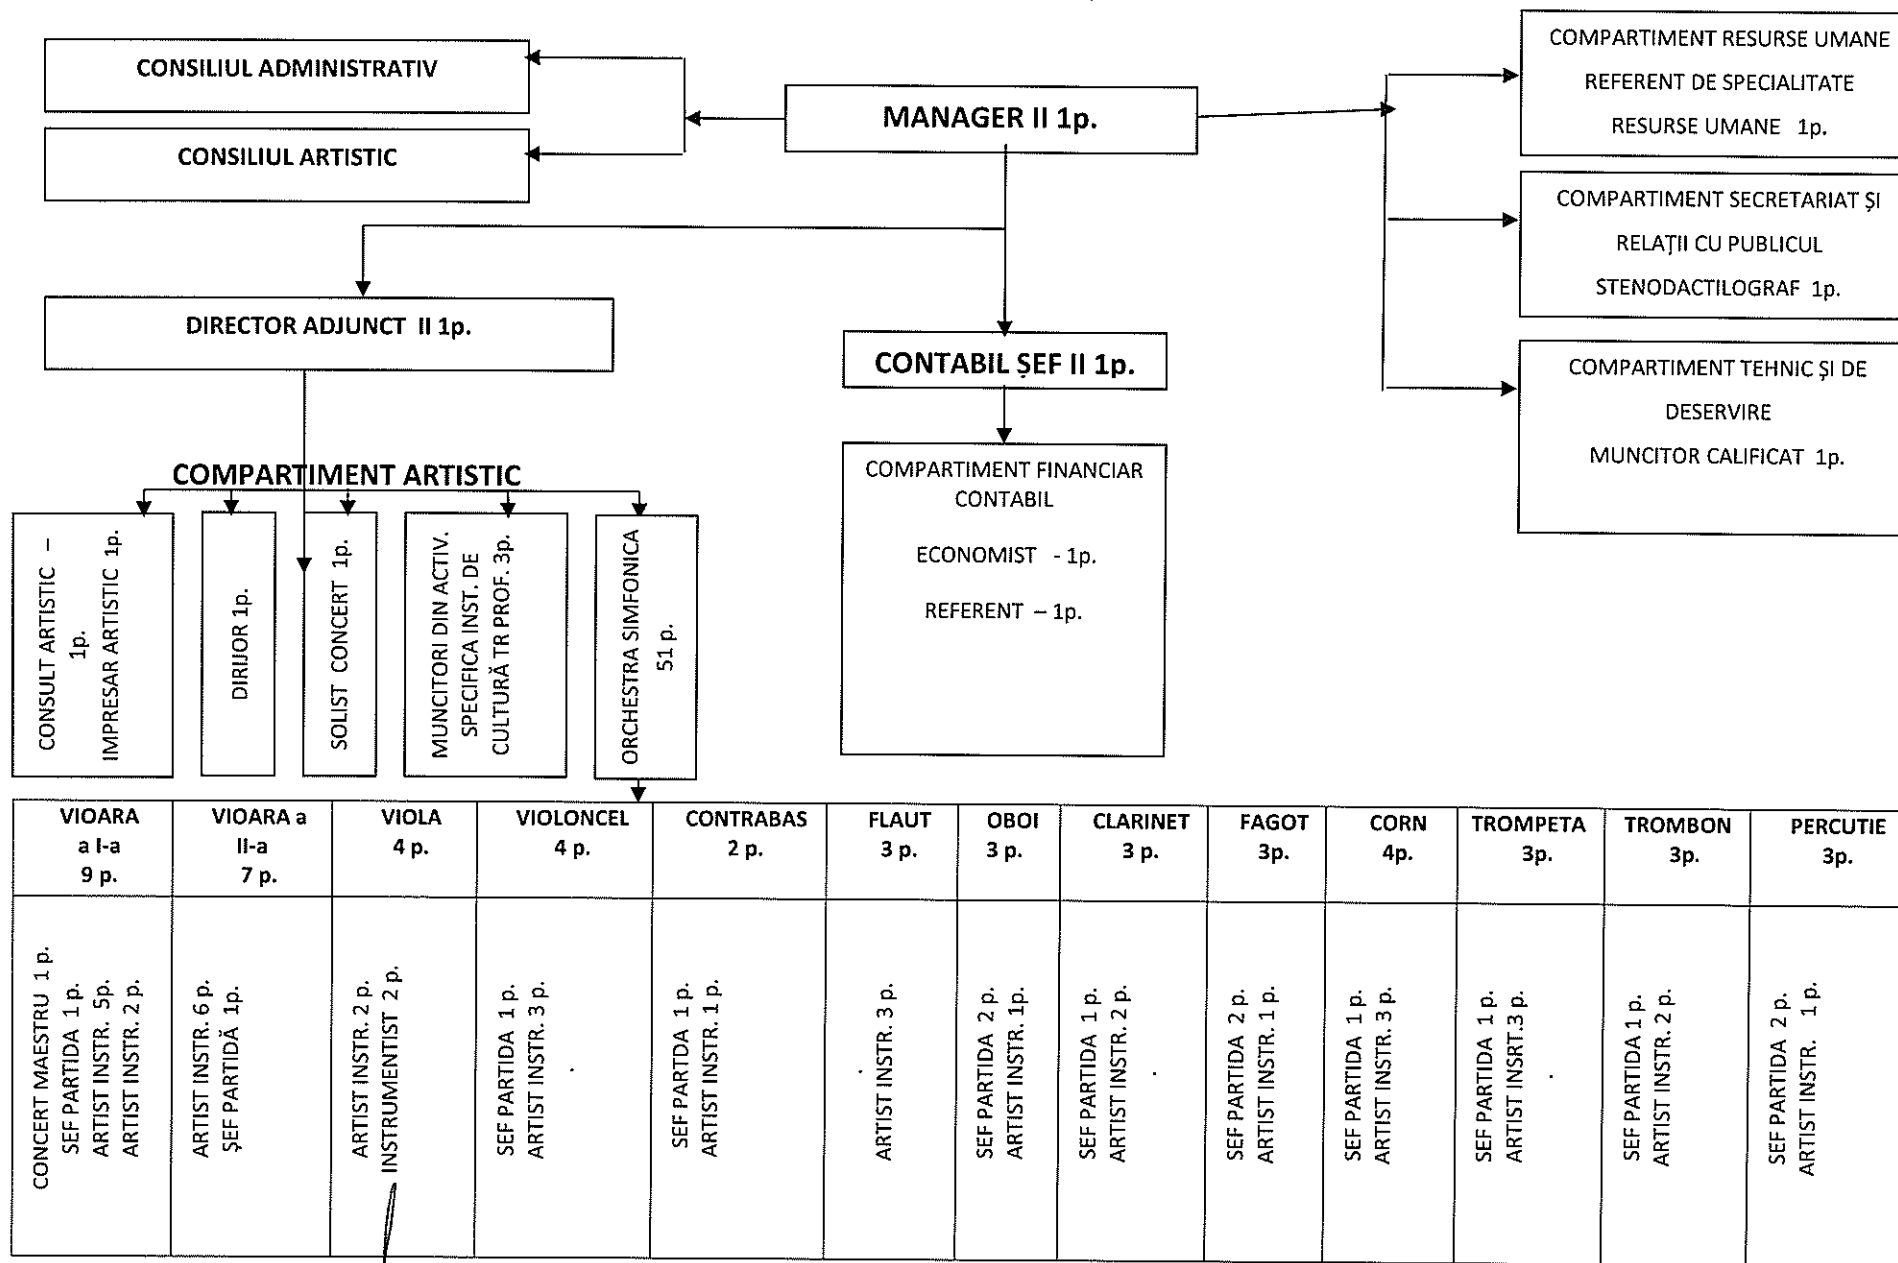 CONSILIUL ADMINISTRATIV
CONSILIUL ARTISTIC
MANAGER II 1p.
COMPARTIMENT RESURSE UMANE
REFERENT DE SPECIALITATE
RESURSE UMANE 1p.
COMPARTIMENT SECRETARIAT ȘI
RELAȚII CU PUBLICUL
STENODACTILOGRAF 1p.
COMPARTIMENT TEHNIC ȘI DE
DESERVIRE
MUNCITOR CALIFICAT 1p.
DIRECTOR ADJUNCT II 1p.
CONTABIL ȘEF II 1p.
COMPARTIMENT FINANCIAR
CONTABIL
ECONOMIST - 1p.
REFERENT – 1p.
COMPARTIMENT ARTISTIC
CONSULT ARTISTIC –
1p.
IMPRESAR ARTISTIC 1p.
DIRIJOR 1p.
SOLIST CONCERT 1p.
MUNCITORI DIN ACTIV.
SPECIFICA INST. DE
CULTURĂ TR PROF. 3p.
ORCHESTRA SIMFONICA
51 p.
VIOARA
a I-a
9 p.
VIOARA a
II-a
7 p.
VIOLA
4 p.
VIOLONCEL
4 p.
CONTRABAS
2 p.
FLAUT
3 p.
OBOI
3 p.
CLARINET
3 p.
FAGOT
3p.
CORN
4p.
TROMPETA
3p.
TROMBON
3p.
PERCUTIE
3p.
CONCERT MAESTRU 1 p.
SEF PARTIDA 1 p.
ARTIST INSTR. 5p.
ARTIST INSTR. 2 p.
ARTIST INSTR. 6 p.
ȘEF PARTIDĂ 1p.
ARTIST INSTR. 2 p.
INSTRUMENTIST 2 p.
SEF PARTIDA 1 p.
ARTIST INSTR. 3 p.
SEF PARTDA 1 p.
ARTIST INSTR. 1 p.
ARTIST INSTR. 3 p.
SEF PARTIDA 2 p.
ARTIST INSTR. 1p.
SEF PARTIDA 1 p.
ARTIST INSTR. 2 p.
SEF PARTIDA 2 p.
ARTIST INSTR. 1 p.
SEF PARTIDA 1 p.
ARTIST INSTR. 3 p.
SEF PARTIDA 1 p.
ARTIST INSRT.3 p.
SEF PARTIDA 1 p.
ARTIST INSTR. 2 p.
SEF PARTIDA 2 p.
ARTIST INSTR. 1 p.